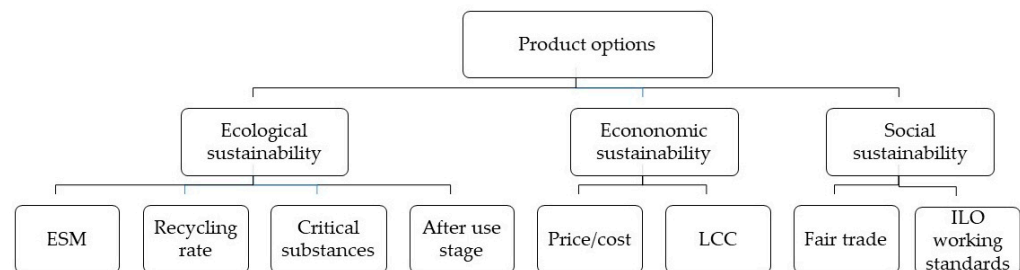 Product options
Ecological
sustainability
Econonomic
sustainability
Social
sustainability
ESM
Recycling
rate
Critical
substances
After use
stage
Price/cost
LCC
Fair trade
ILO
working
standards